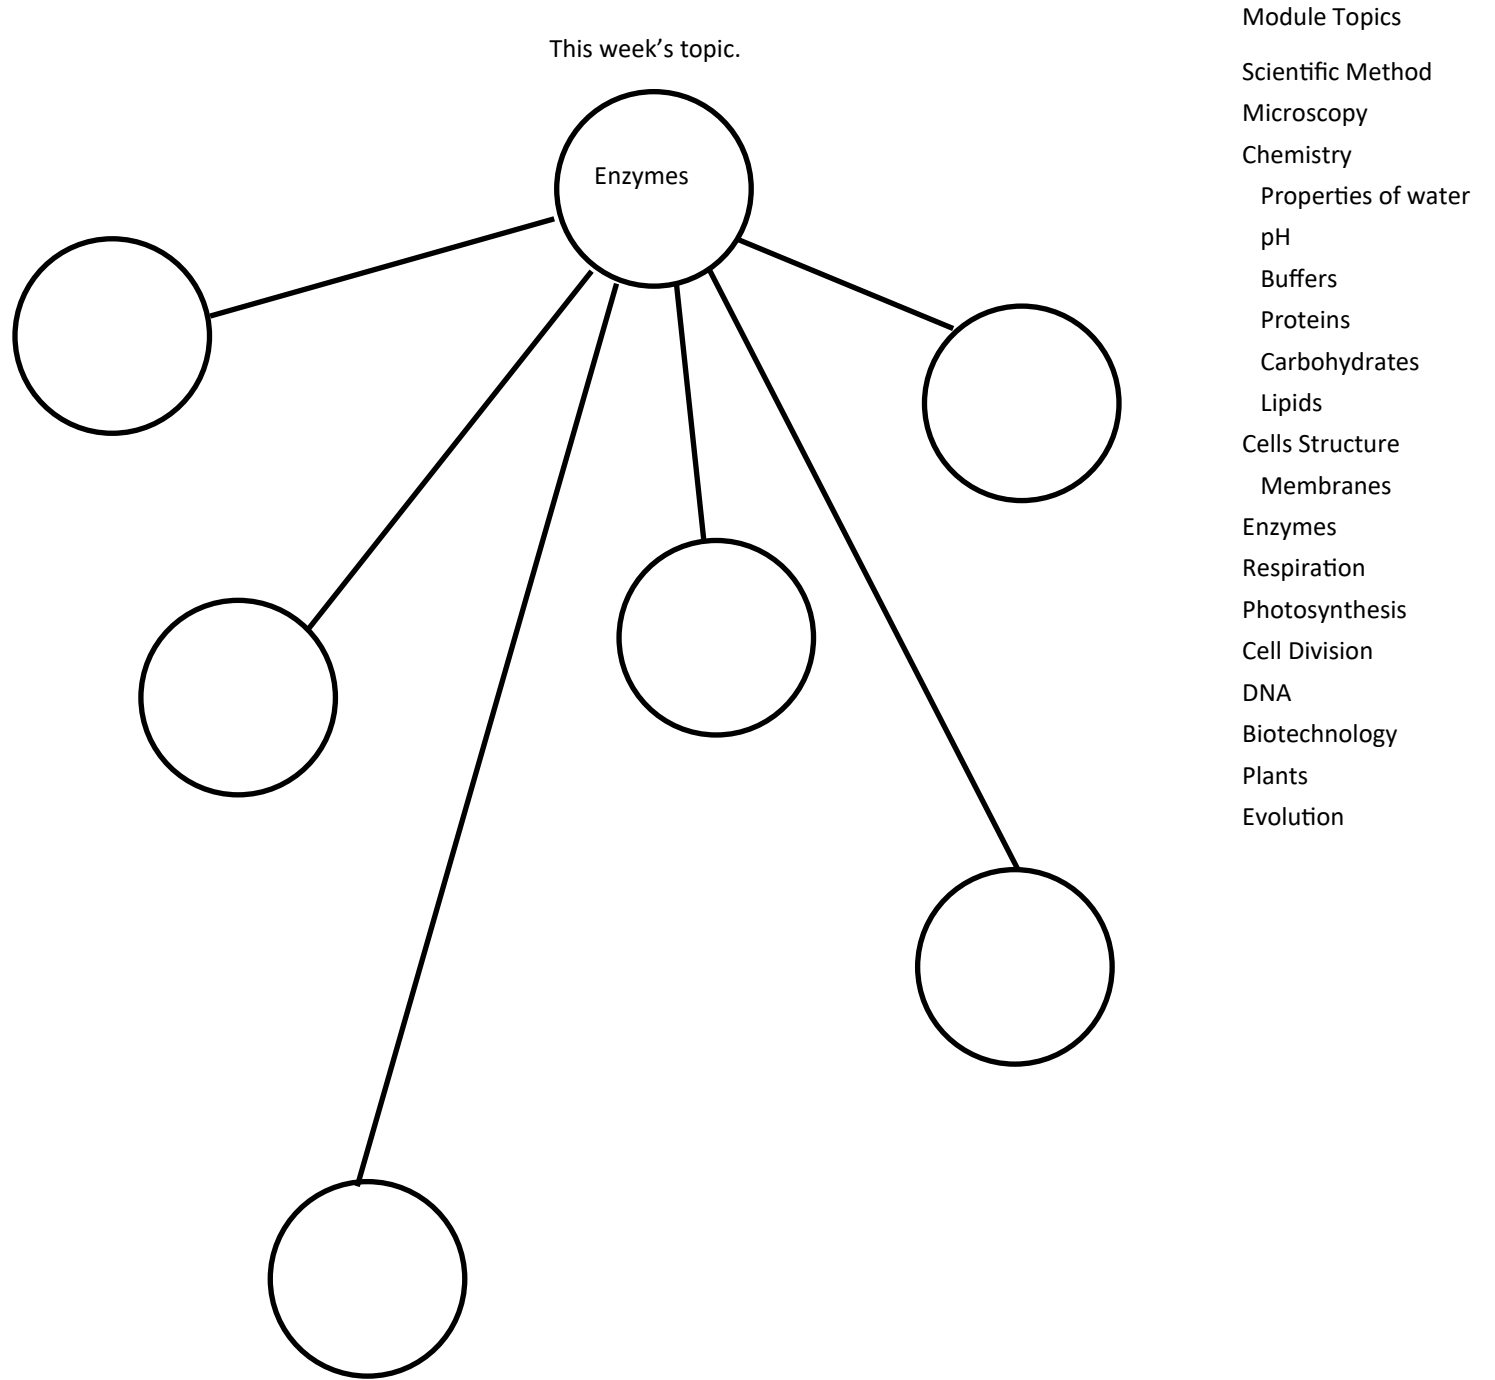 This week’s topic.
Enzymes
Module Topics
Scientific Method
Microscopy
Chemistry
Properties of water
pH
Buffers
Proteins
Carbohydrates
Lipids
Cells Structure
Membranes
Enzymes
Respiration
Photosynthesis
Cell Division
DNA
Biotechnology
Plants
Evolution